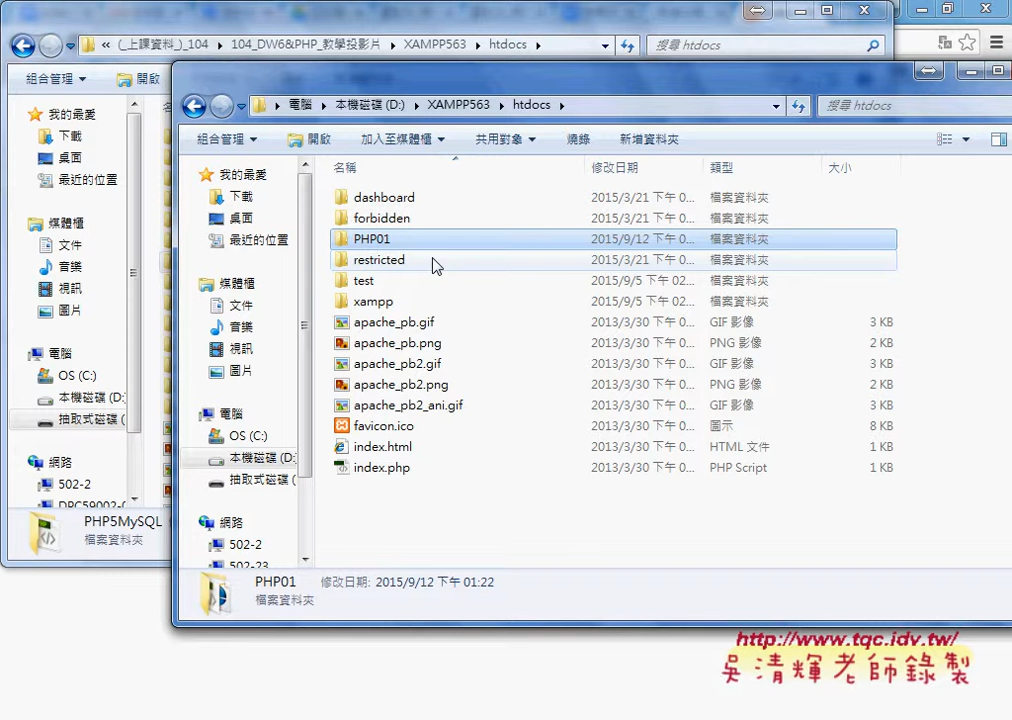 « (_上課資料_)_104 ▸ 104_DW6&PHP_教學投影片 ▸ XAMPP563 ▸ htdocs ▸
搜尋 htdocs
組合管理
開啟
我的最愛
下載
桌面
最近的位置
媒體櫃
文件
音樂
視訊
圖片
電腦
OS (C:)
本機磁碟 (D:
抽取式磁碟 (
網路
502-2
DPC59002-
PHP5MySQL
檔案資料夾
電腦 ▸ 本機磁碟 (D:) ▸ XAMPP563 ▸ htdocs ▸
搜尋 htdocs
組合管理 開啟 加入至媒體櫃 共用對象 燒錄 新增資料夾
我的最愛
下載
桌面
最近的位置
媒體櫃
文件
音樂
視訊
圖片
電腦
OS (C:)
本機磁碟 (D:
抽取式磁碟 (
網路
502-2
502-23
名稱 修改日期 類型 大小
dashboard 2015/3/21 下午 0... 檔案資料夾
forbidden 2015/3/21 下午 0... 檔案資料夾
PHP01 2015/9/12 下午 0... 檔案資料夾
restricted 2015/3/21 下午 0... 檔案資料夾
test 2015/9/5 下午 02... 檔案資料夾
xampp 2015/9/5 下午 02... 檔案資料夾
apache_pb.gif 2013/3/30 下午 0... GIF 影像 3 KB
apache_pb.png 2013/3/30 下午 0... PNG 影像 2 KB
apache_pb2.gif 2013/3/30 下午 0... GIF 影像 3 KB
apache_pb2.png 2013/3/30 下午 0... PNG 影像 2 KB
apache_pb2_ani.gif 2013/3/30 下午 0... GIF 影像 3 KB
favicon.ico 2013/3/30 下午 0... 圖示 8 KB
index.html 2013/3/30 下午 0... HTML 文件 1 KB
index.php 2013/3/30 下午 0... PHP Script 1 KB
PHP01 修改日期: 2015/9/12 下午 01:22
檔案資料夾
http://www.tqc.idv.tw/
吳清輝老師錄製